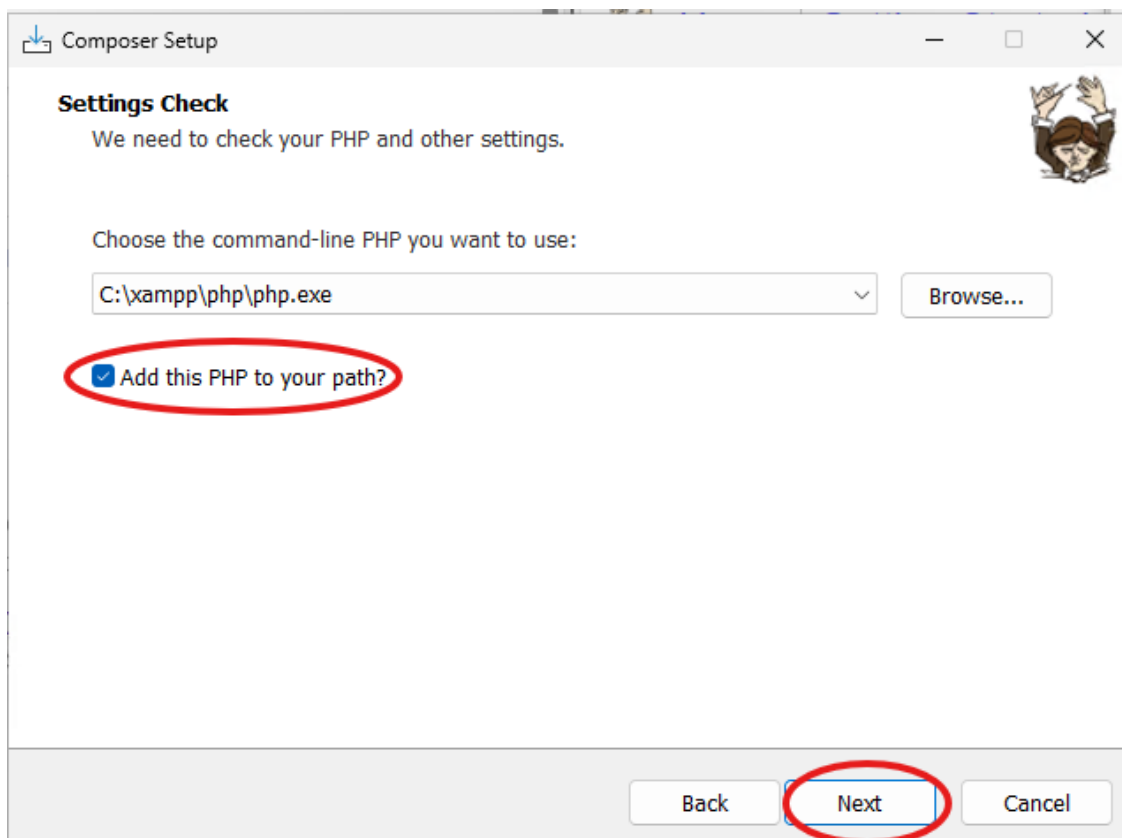 Composer Setup
Settings Check
We need to check your PHP and other settings.
Choose the command-line PHP you want to use:
C:\xampp\php\php.exe
Browse...
Add this PHP to your path?
Back
Next
Cancel